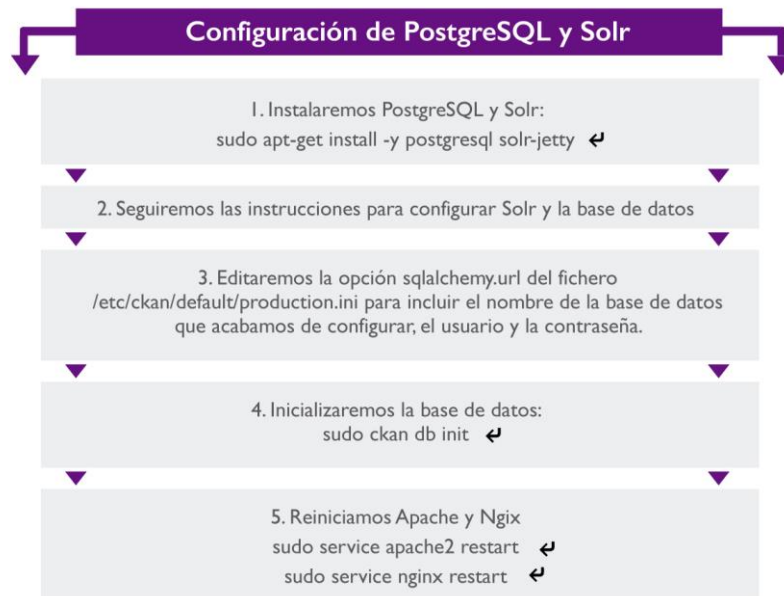 Configuración de PostgreSQL y Solr
1. Instalaremos PostgreSQL y Solr:
sudo apt-get install -y postgresql solr-jetty ↵
2. Seguiremos las instrucciones para configurar Solr y la base de datos
3. Editaremos la opción sqlalchemy.url del fichero
/etc/ckan/default/production.ini para incluir el nombre de la base de datos
que acabamos de configurar, el usuario y la contraseña.
4. Inicializaremos la base de datos:
sudo ckan db init ↵
5. Reiniciamos Apache y Ngix
sudo service apache2 restart ↵
sudo service nginx restart ↵